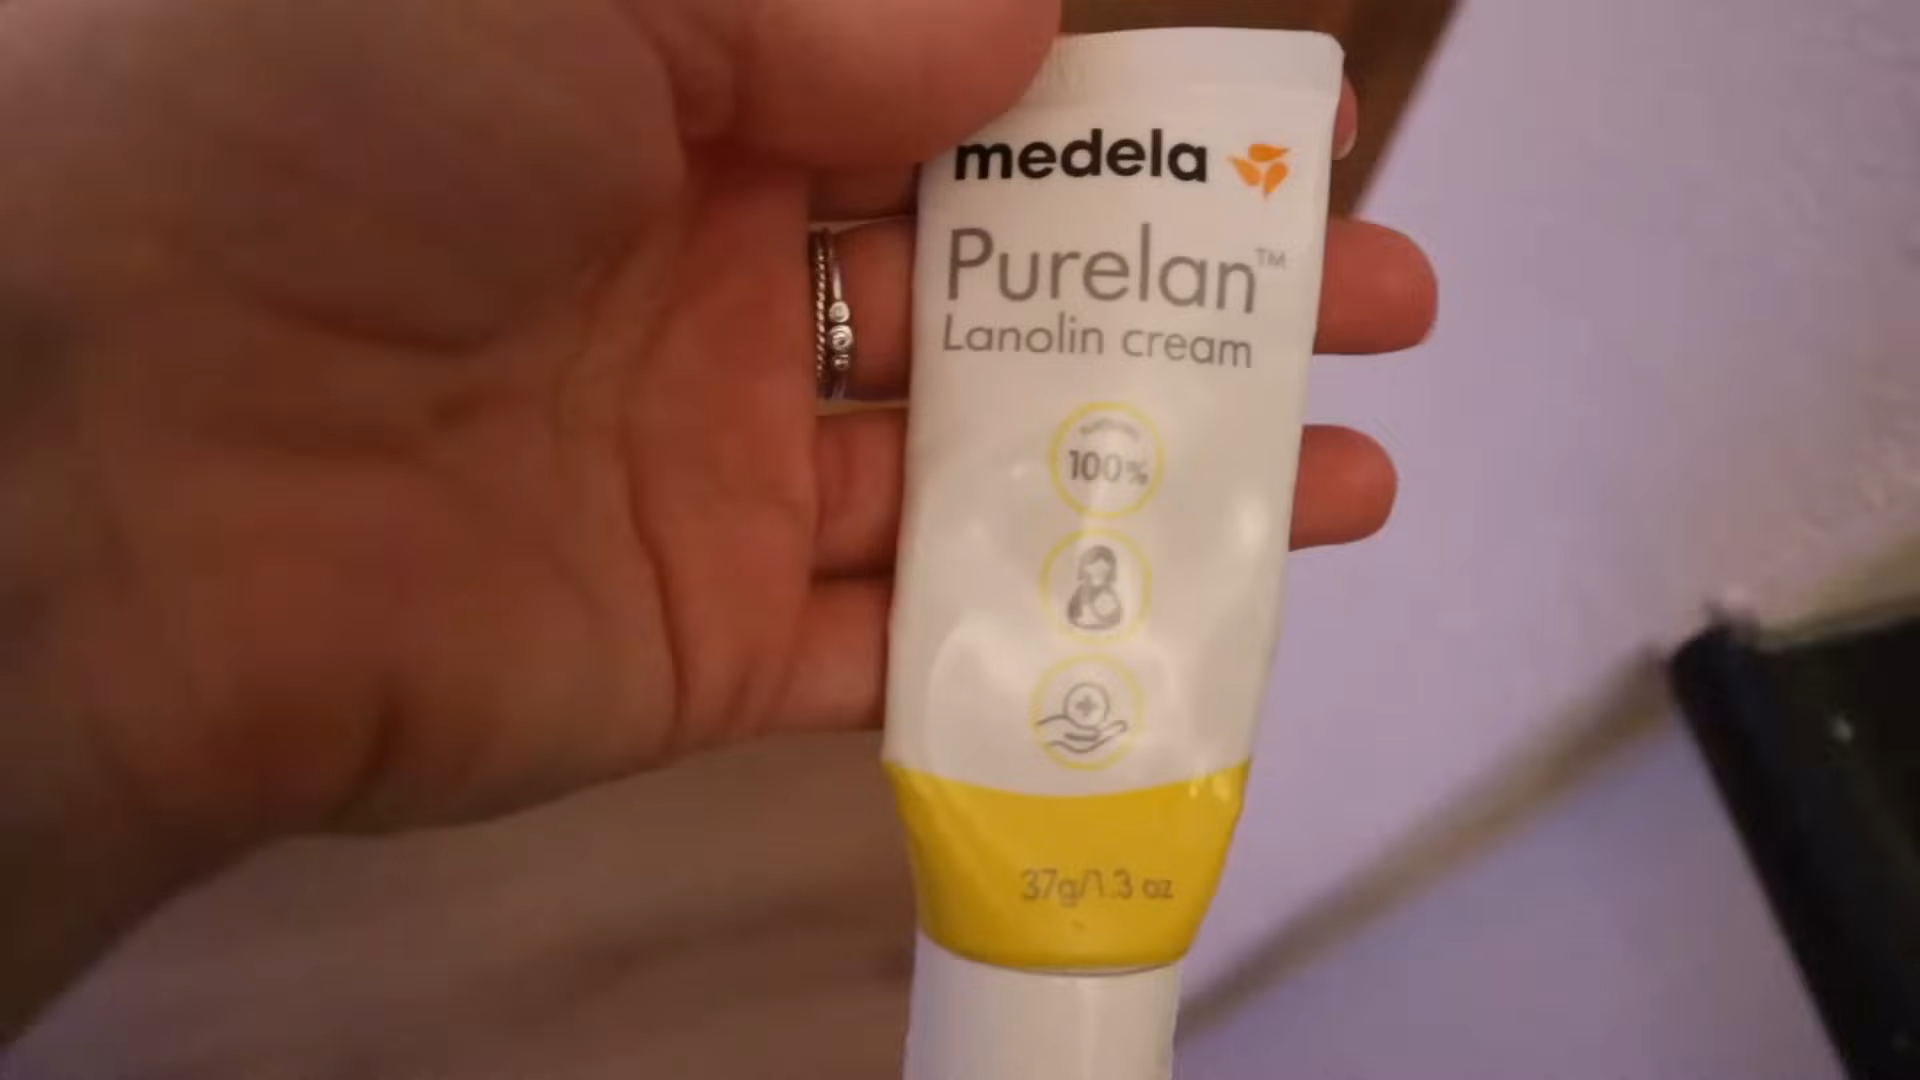 medela
Purelan™
Lanolin cream
100%
37g/1.3 oz